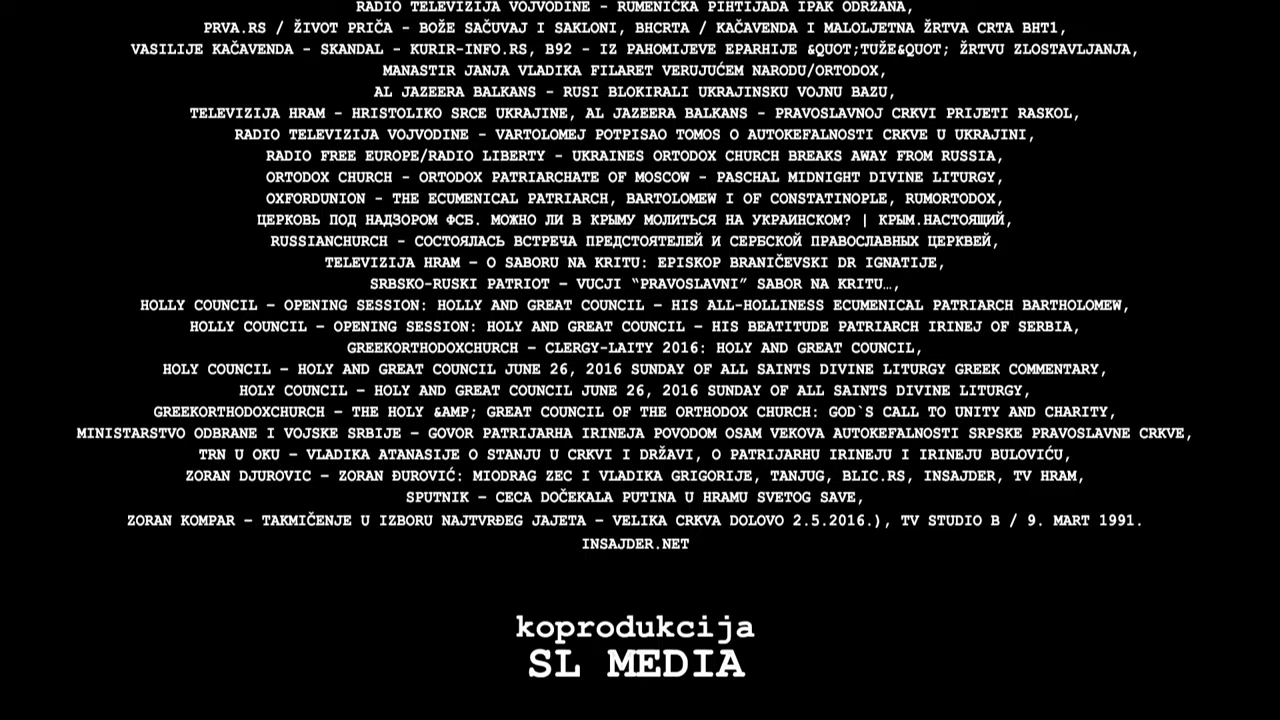 RADIO TELEVIZIJA VOJVODINE - RUMENIČKA PIHTIJADA IPAK ODRŽANA,
PRVA.RS / ŽIVOT PRIČA - BOŽE SAČUVAJ I SAKLONI, BHCRTA / KAČAVENDA I MALOLJETNA ŽRTVA CRTA BHT1,
VASILIJE KAČAVENDA - SKANDAL - KURIR-INFO.RS, B92 - IZ PAHOMIJEVE EPARHIJE &QUOT;TUŽE&QUOT; ŽRTVU ZLOSTAVLJANJA,
MANASTIR JANJA VLADIKA FILARET VERUJUĆEM NARODU/ORTODOX,
AL JAZEERA BALKANS - RUSI BLOKIRALI UKRAJINSKU VOJNU BAZU,
TELEVIZIJA HRAM - HRISTOLIKO SRCE UKRAJINE, AL JAZEERA BALKANS - PRAVOSLAVNOJ CRKVI PRIJETI RASKOL,
RADIO TELEVIZIJA VOJVODINE - VARTOLOMEJ POTPISAO TOMOS O AUTOKEFALNOSTI CRKVE U UKRAJINI,
RADIO FREE EUROPE/RADIO LIBERTY - UKRAINES ORTODOX CHURCH BREAKS AWAY FROM RUSSIA,
ORTODOX CHURCH - ORTODOX PATRIARCHATE OF MOSCOW - PASCHAL MIDNIGHT DIVINE LITURGY,
OXFORDUNION - THE ECUMENICAL PATRIARCH, BARTOLOMEW I OF CONSTATINOPLE, RUMORTODOX,
ЦЕРКОВЬ ПОД НАДЗОРОМ ФСБ. МОЖНО ЛИ В КРЫМУ МОЛИТЬСЯ НА УКРАИНСКОМ? | КРЫМ.НАСТОЯЩИЙ,
RUSSIANCHURCH - СОСТОЯЛАСЬ ВСТРЕЧА ПРЕДСТОЯТЕЛЕЙ И СЕРБСКОЙ ПРАВОСЛАВНЫХ ЦЕРКВЕЙ,
TELEVIZIJA HRAM – O SABORU NA KRITU: EPISKOP BRANIČEVSKI DR IGNATIJE,
SRBSKO-RUSKI PATRIOT – VUCJI “PRAVOSLAVNI” SABOR NA KRITU…,
HOLLY COUNCIL – OPENING SESSION: HOLLY AND GREAT COUNCIL – HIS ALL-HOLLINESS ECUMENICAL PATRIARCH BARTHOLOMEW,
HOLLY COUNCIL – OPENING SESSION: HOLY AND GREAT COUNCIL – HIS BEATITUDE PATRIARCH IRINEJ OF SERBIA,
GREEKORTHODOXCHURCH – CLERGY-LAITY 2016: HOLY AND GREAT COUNCIL,
HOLY COUNCIL – HOLY AND GREAT COUNCIL JUNE 26, 2016 SUNDAY OF ALL SAINTS DIVINE LITURGY GREEK COMMENTARY,
HOLY COUNCIL – HOLY AND GREAT COUNCIL JUNE 26, 2016 SUNDAY OF ALL SAINTS DIVINE LITURGY,
GREEKORTHODOXCHURCH – THE HOLY &AMP; GREAT COUNCIL OF THE ORTHODOX CHURCH: GOD`S CALL TO UNITY AND CHARITY,
MINISTARSTVO ODBRANE I VOJSKE SRBIJE – GOVOR PATRIJARHA IRINEJA POVODOM OSAM VEKOVA AUTOKEFALNOSTI SRPSKE PRAVOSLAVNE CRKVE,
TRN U OKU – VLADIKA ATANASIJE O STANJU U CRKVI I DRŽAVI, O PATRIJARHU IRINEJU I IRINEJU BULOVIĆU,
ZORAN DJUROVIC – ZORAN ĐUROVIĆ: MIODRAG ZEC I VLADIKA GRIGORIJE, TANJUG, BLIC.RS, INSAJDER, TV HRAM,
SPUTNIK – CECA DOČEKALA PUTINA U HRAMU SVETOG SAVE,
ZORAN KOMPAR – TAKMIČENJE U IZBORU NAJTVRĐEG JAJETA – VELIKA CRKVA DOLOVO 2.5.2016.), TV STUDIO B / 9. MART 1991.
INSAJDER.NET
koprodukcija
SL MEDIA